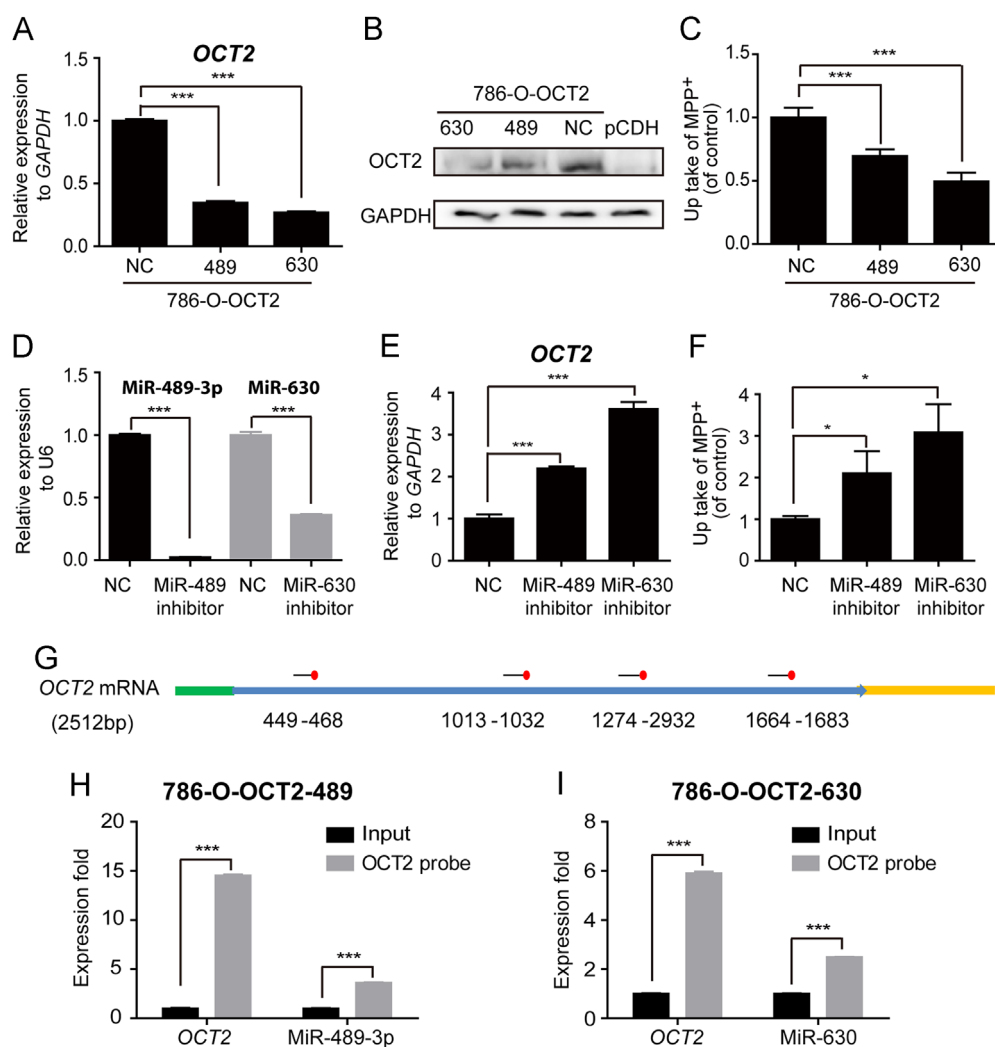 A
OCT2
Relative expression
to GAPDH
1.5
1.0
0.5
0.0
***
***
NC
489
630
786-O-OCT2
B
786-O-OCT2
630 489 NC pCDH
OCT2
GAPDH
C
Up take of MPP+
(of control)
1.5
1.0
0.5
0.0
***
***
NC
489
630
786-O-OCT2
D
Relative expression
to U6
1.5
1.0
0.5
0.0
MiR-489-3p
MiR-630
***
***
NC
MiR-489
inhibitor
NC
MiR-630
inhibitor
E
OCT2
Relative expression
to GAPDH
4
3
2
1
0
***
***
NC
MiR-489
inhibitor
MiR-630
inhibitor
F
Up take of MPP+
(of control)
4
3
2
1
0
*
*
NC
MiR-489
inhibitor
MiR-630
inhibitor
G
OCT2 mRNA
(2512bp)
449 -468
1013 -1032
1274 -2932
1664 -1683
H
786-O-OCT2-489
Expression fold
20
15
10
5
0
Input
OCT2 probe
***
***
OCT2
MiR-489-3p
I
786-O-OCT2-630
Expression fold
8
6
4
2
0
Input
OCT2 probe
***
***
OCT2
MiR-630